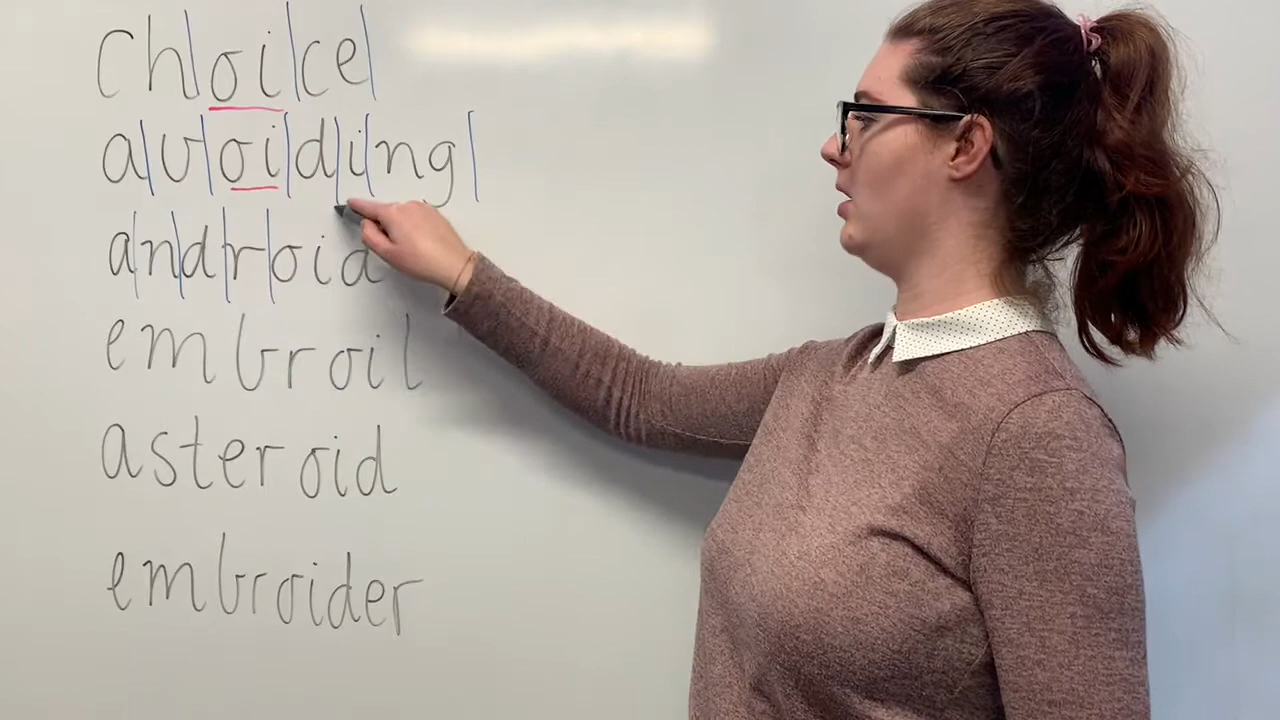 choice
avoiding
android
embroil
asteroid
embroider